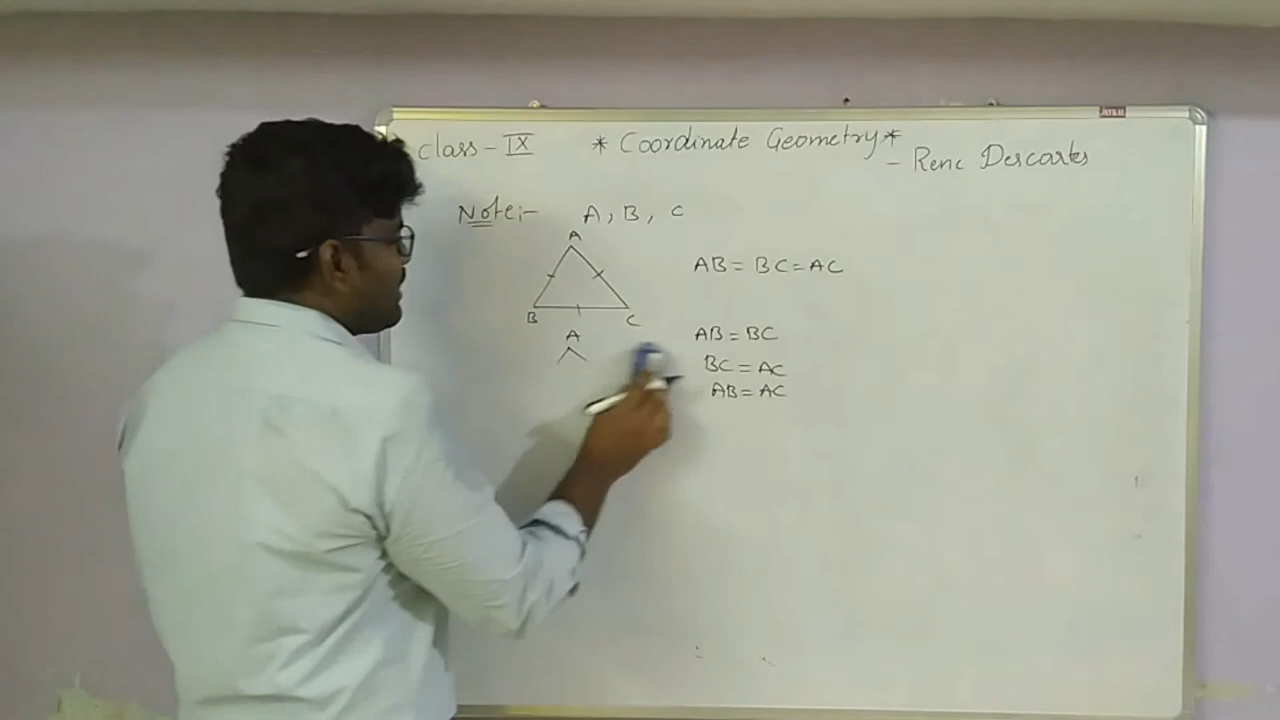 class - IX * Coordinate Geometry *
- Renc Descartes
Note:- A, B, C
A
AB = BC = AC
B C
A
AB = BC
BC = AC
AB = AC